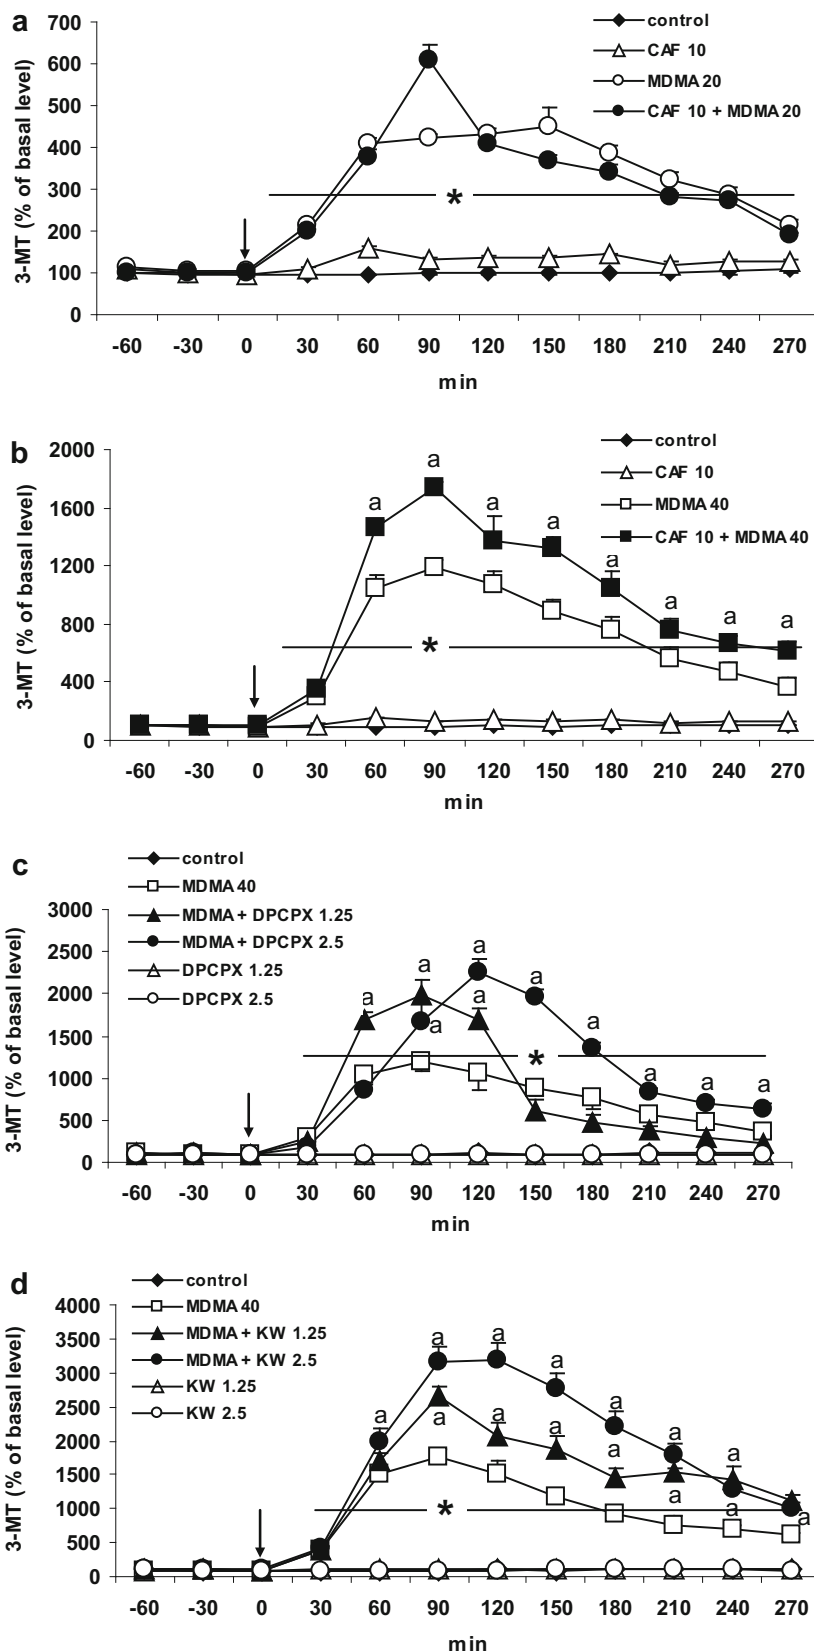 a
control
CAF 10
MDMA 20
CAF 10 + MDMA 20
3-MT (% of basal level)
700
600
500
400
300
200
100
0
*
-60 -30 0 30 60 90 120 150 180 210 240 270
min
b
control
CAF 10
MDMA 40
CAF 10 + MDMA 40
3-MT (% of basal level)
2000
1600
1200
800
400
0
a a a a a a a a
*
-60 -30 0 30 60 90 120 150 180 210 240 270
min
c
control
MDMA 40
MDMA + DPCPX 1.25
MDMA + DPCPX 2.5
DPCPX 1.25
DPCPX 2.5
3-MT (% of basal level)
3000
2500
2000
1500
1000
500
0
a a a a a a a a a
*
-60 -30 0 30 60 90 120 150 180 210 240 270
min
d
control
MDMA 40
MDMA + KW 1.25
MDMA + KW 2.5
KW 1.25
KW 2.5
3-MT (% of basal level)
4000
3500
3000
2500
2000
1500
1000
500
0
a a a a a a a a
a a a a a a a
*
-60 -30 0 30 60 90 120 150 180 210 240 270
min